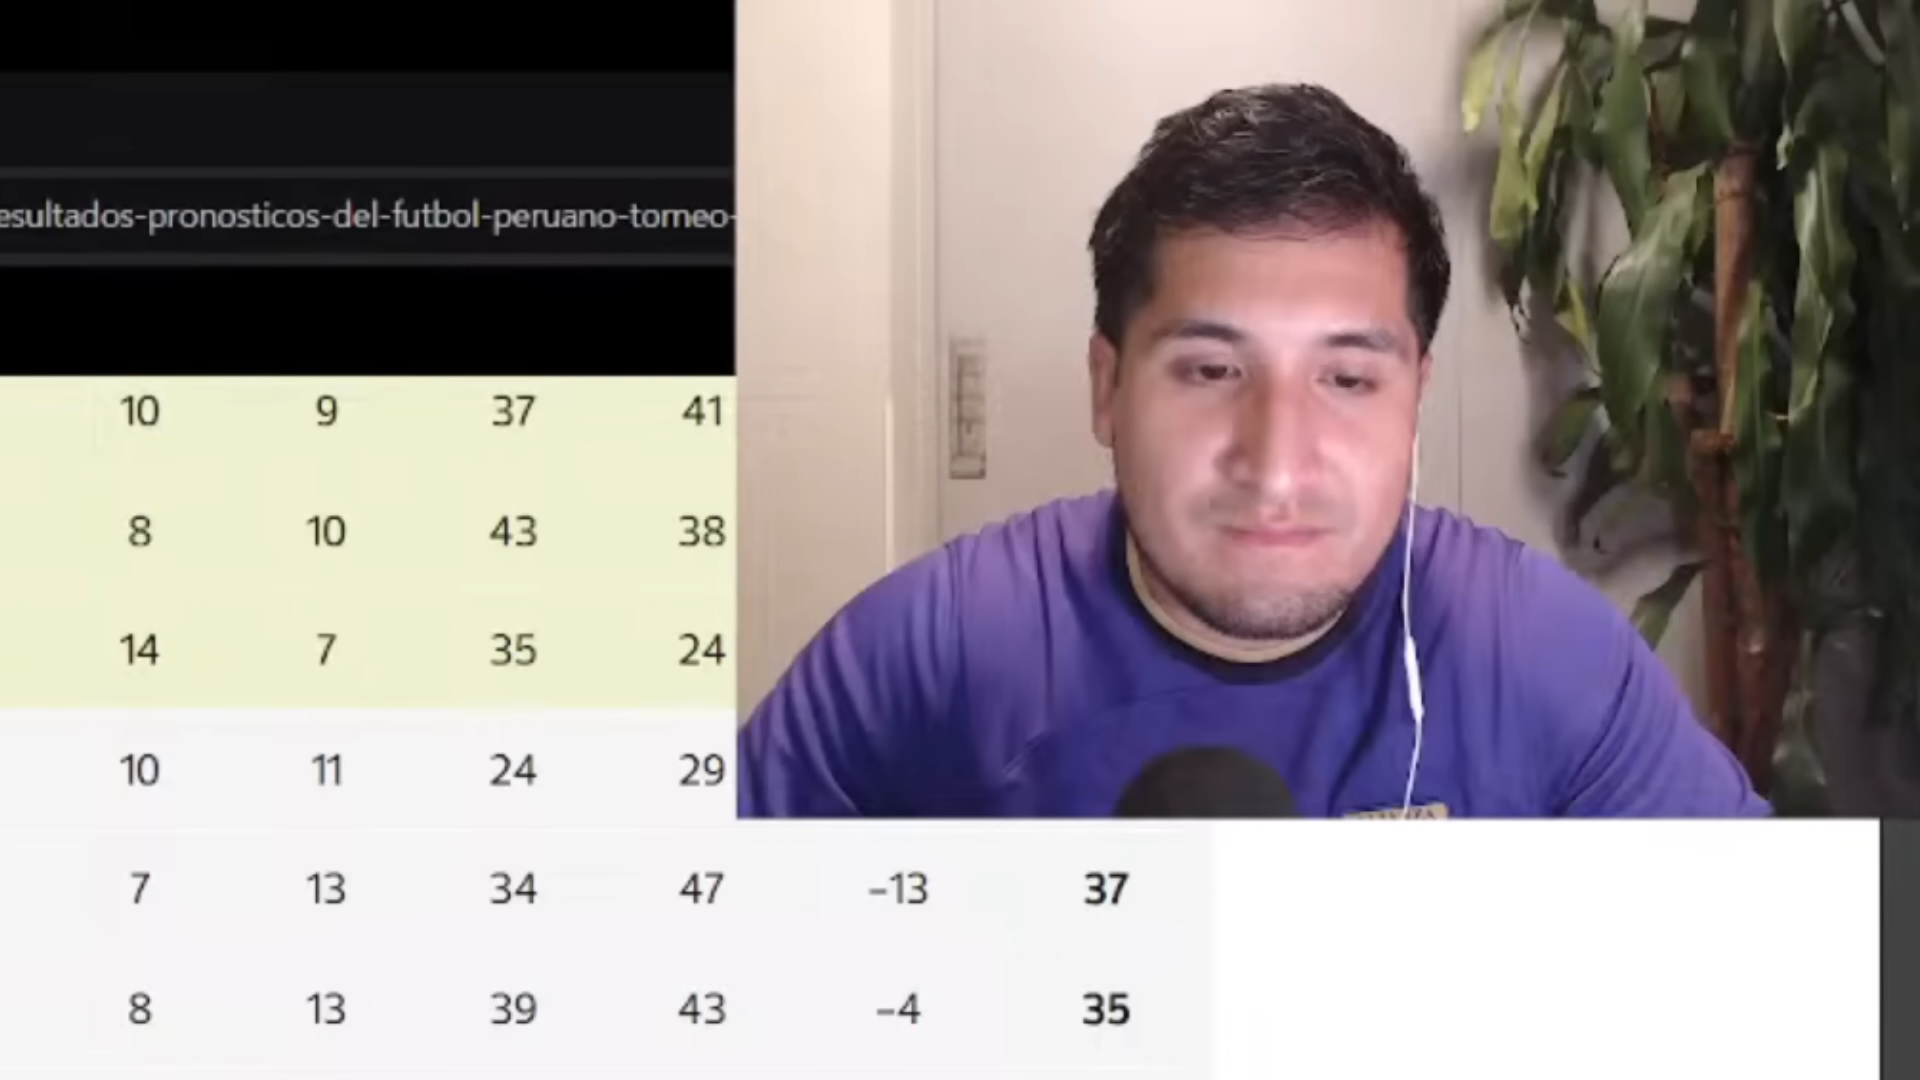 esultados-pronosticos-del-futbol-peruano-torneo-
10 9 37 41
8 10 43 38
14 7 35 24
10 11 24 29
7 13 34 47 -13 37
8 13 39 43 -4 35